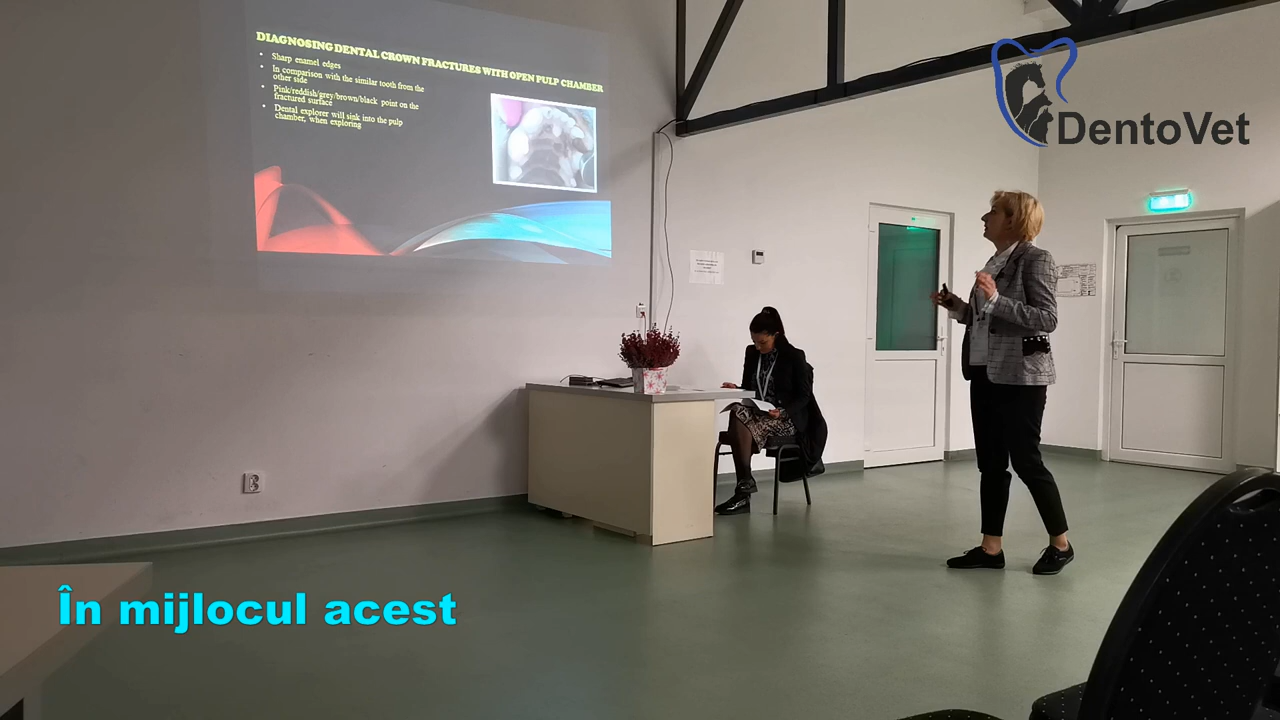 DIAGNOSING DENTAL CROWN FRACTURES WITH OPEN PULP CHAMBER
• Sharp enamel edges
• In comparison with the similar tooth from the
other side
• Pink/reddish/grey/brown/black point on the
fractured surface
• Dental explorer will sink into the pulp
chamber, when exploring
DentoVet
În mijlocul acest